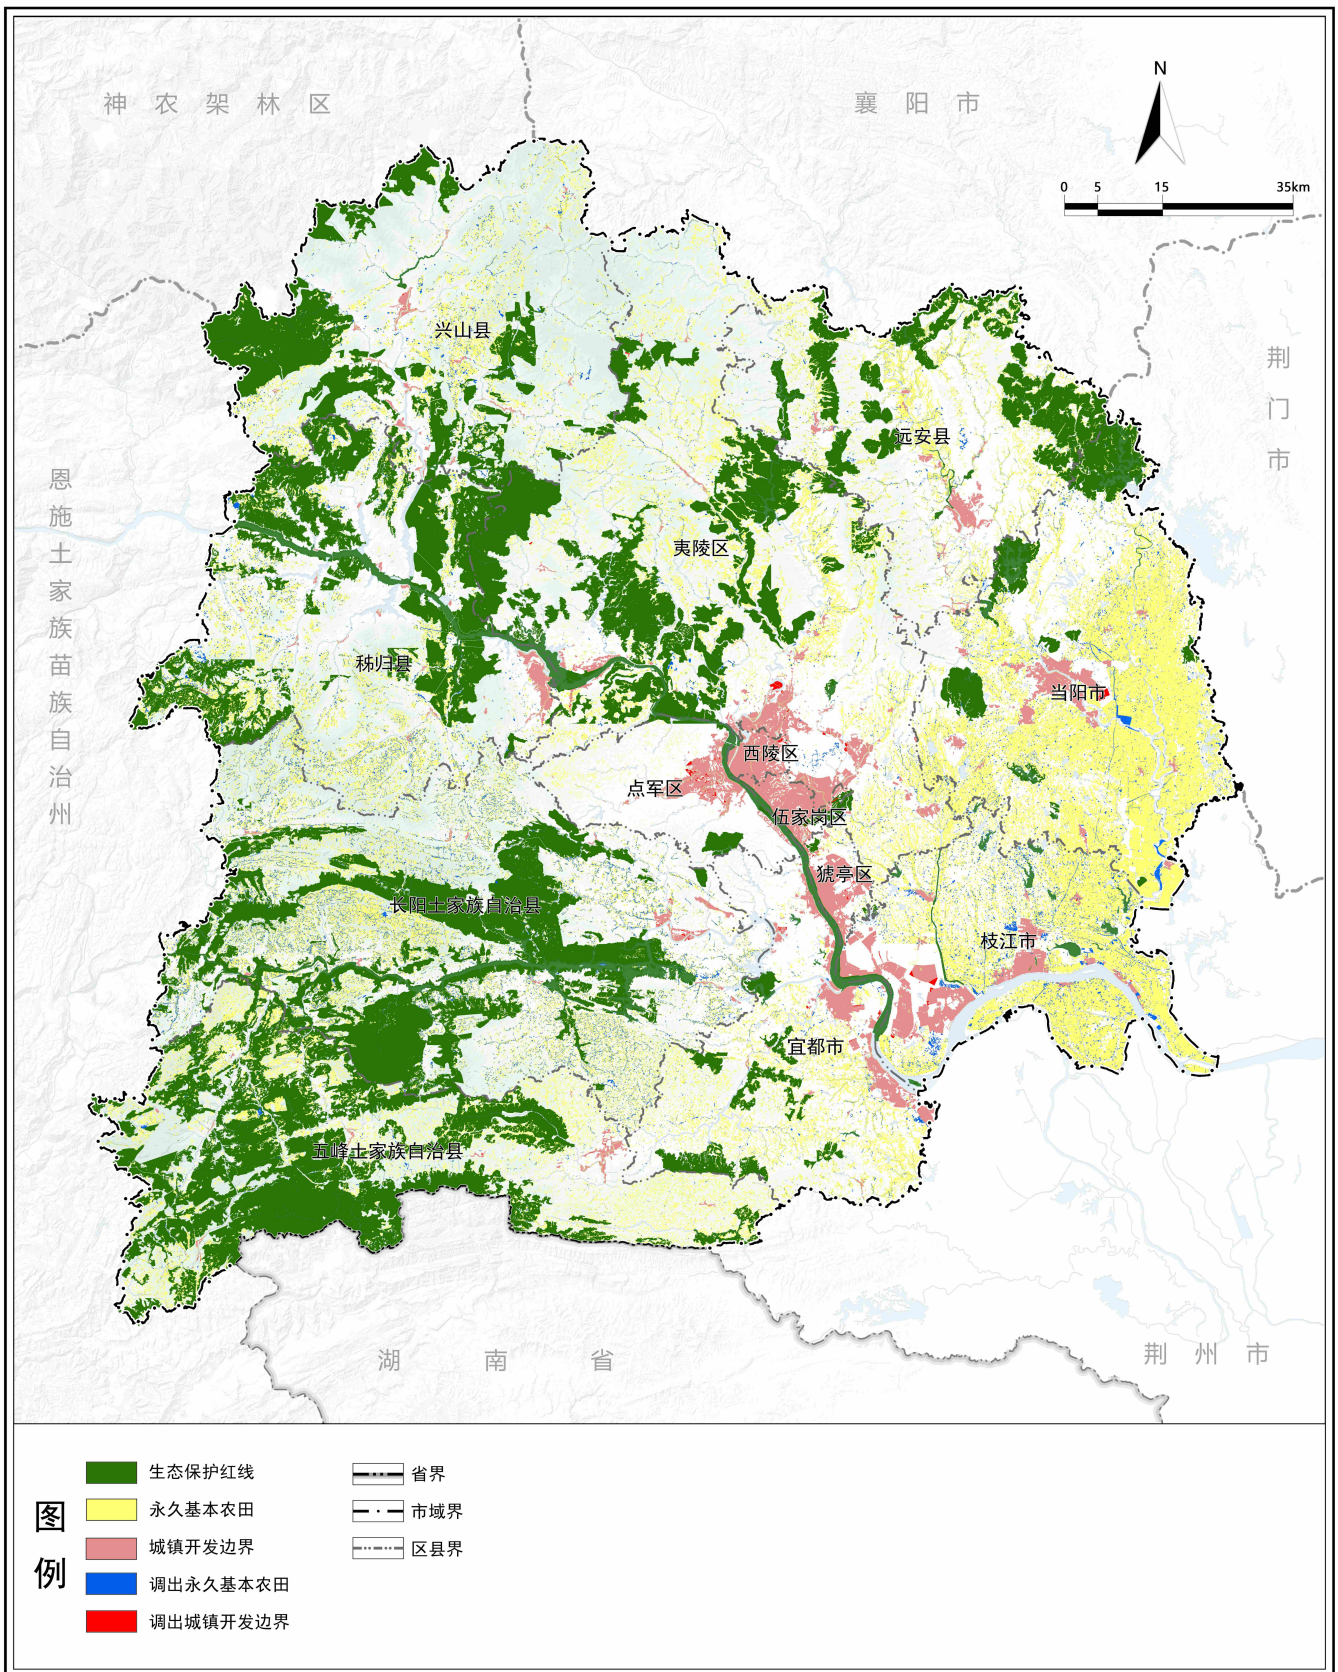 神农架林区
襄阳市
N
0 5 15 35km
荆门市
恩施土家族苗族自治州
兴山县
远安县
夷陵区
秭归县
当阳市
西陵区
点军区
伍家岗区
猇亭区
长阳土家族自治县
枝江市
宜都市
五峰土家族自治县
湖南省
荆州市
图例
生态保护红线
永久基本农田
城镇开发边界
调出永久基本农田
调出城镇开发边界
省界
市域界
区县界